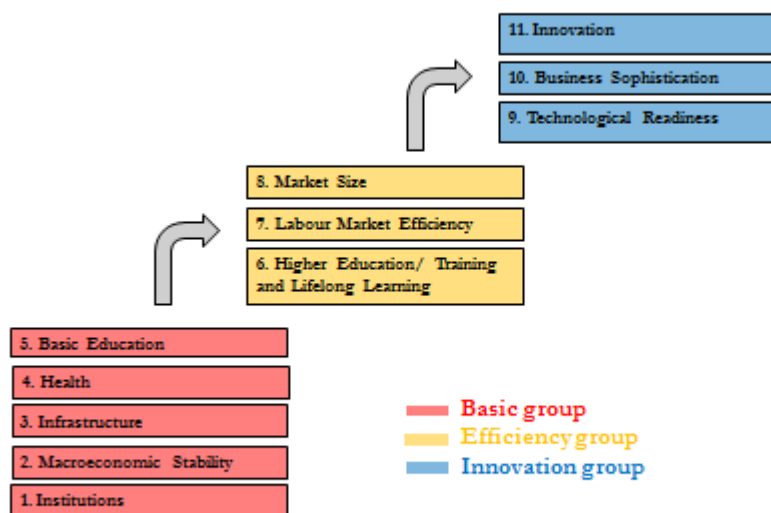 11. Innovation
10. Business Sophistication
9. Technological Readiness
8. Market Size
7. Labour Market Efficiency
6. Higher Education/ Training
and Lifelong Learning
5. Basic Education
4. Health
3. Infrastructure
2. Macroeconomic Stability
1. Institutions
Basic group
Efficiency group
Innovation group